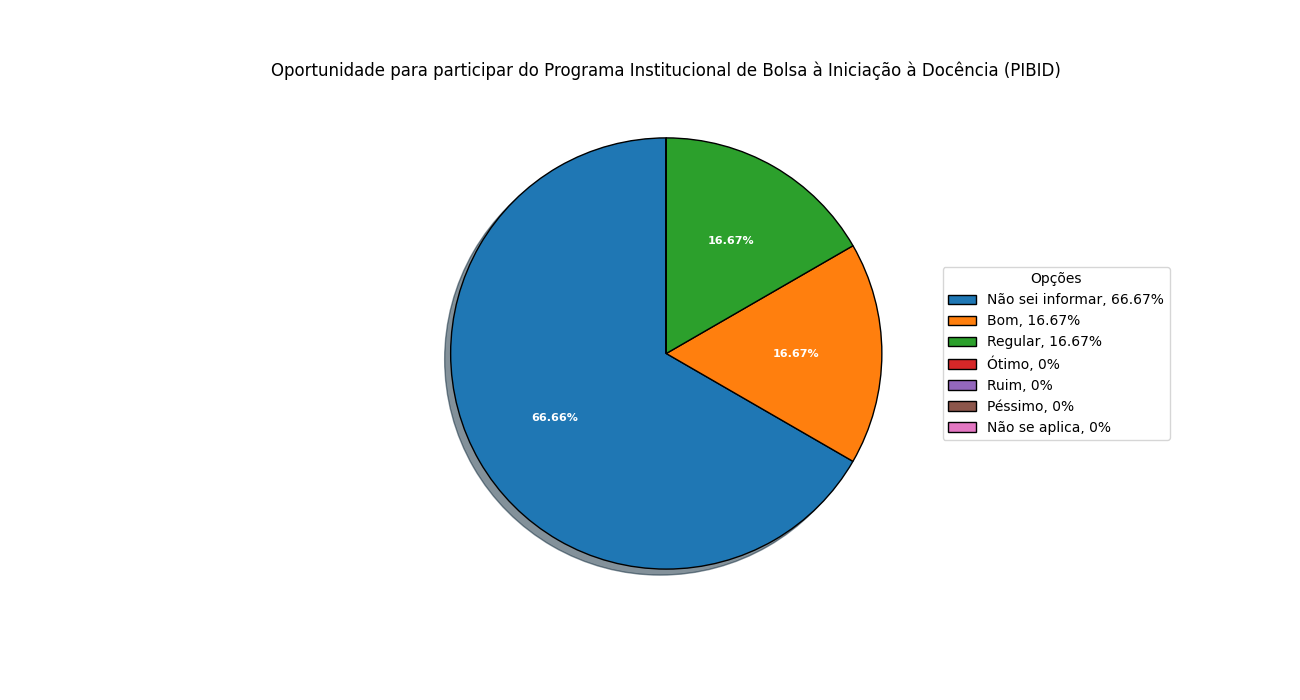 Oportunidade para participar do Programa Institucional de Bolsa à Iniciação à Docência (PIBID)
16.67%
16.67%
66.66%
Opções
Não sei informar, 66.67%
Bom, 16.67%
Regular, 16.67%
Ótimo, 0%
Ruim, 0%
Péssimo, 0%
Não se aplica, 0%